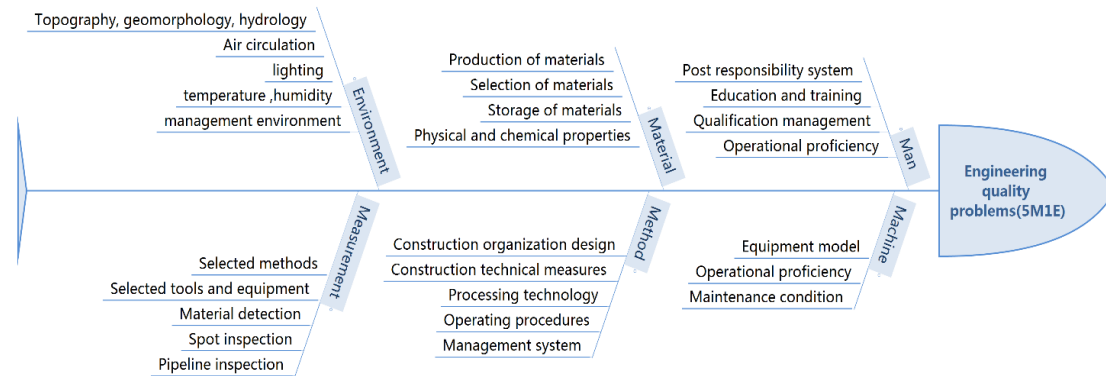 Topography, geomorphology, hydrology
Air circulation
lighting
temperature ,humidity
management environment
Environment
Production of materials
Selection of materials
Storage of materials
Physical and chemical properties
Material
Post responsibility system
Education and training
Qualification management
Operational proficiency
Man
Engineering
quality
problems(5M1E)
Selected methods
Selected tools and equipment
Material detection
Spot inspection
Pipeline inspection
Measurement
Construction organization design
Construction technical measures
Processing technology
Operating procedures
Management system
Method
Equipment model
Operational proficiency
Maintenance condition
Machine